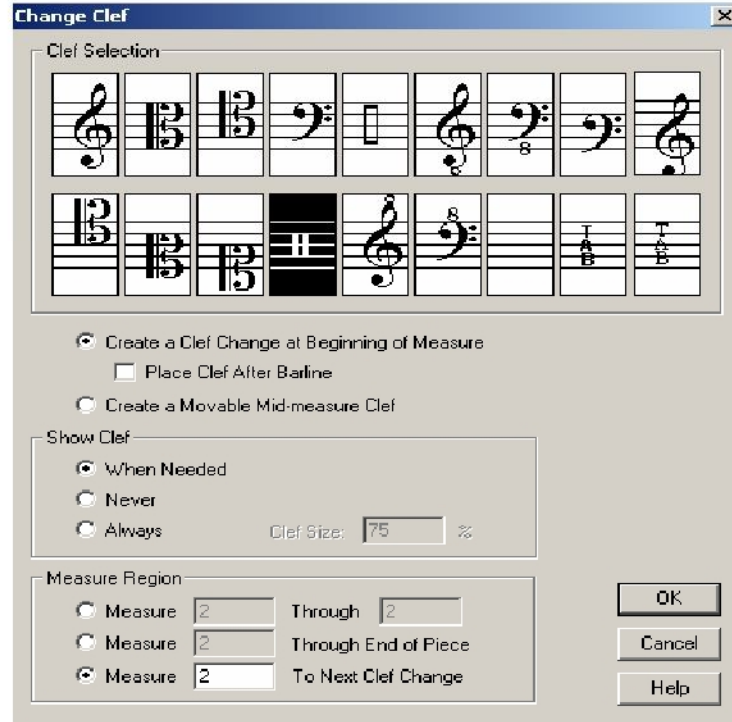 Change Clef
Clef Selection
8
8
8
8
T
A
B
T
A
B
Create a Clef Change at Beginning of Measure
Place Clef After Barline
Create a Movable Mid-measure Clef
Show Clef
When Needed
Never
Always Clef Size: 75 %
Measure Region
Measure 2 Through 2
Measure 2 Through End of Piece
Measure 2 To Next Clef Change
OK
Cancel
Help